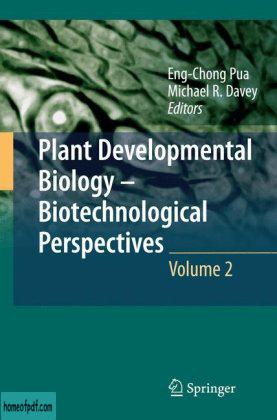 Eng-Chong Pua
Michael R. Davey
Editors
Plant Developmental
Biology –
Biotechnological
Perspectives
Volume 2
Springer
homeofpdf.com